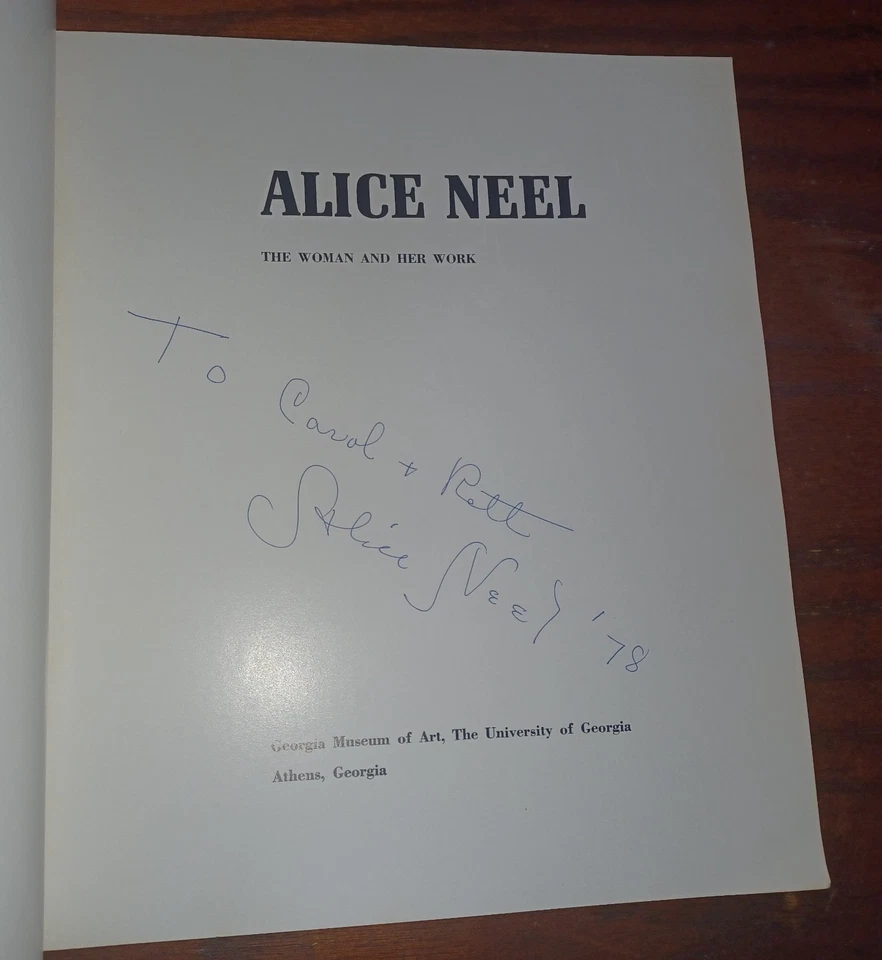 ALICE NEEL
THE WOMAN AND HER WORK
To Carol + Rett
Alice Neel '78
Georgia Museum of Art, The University of Georgia
Athens, Georgia